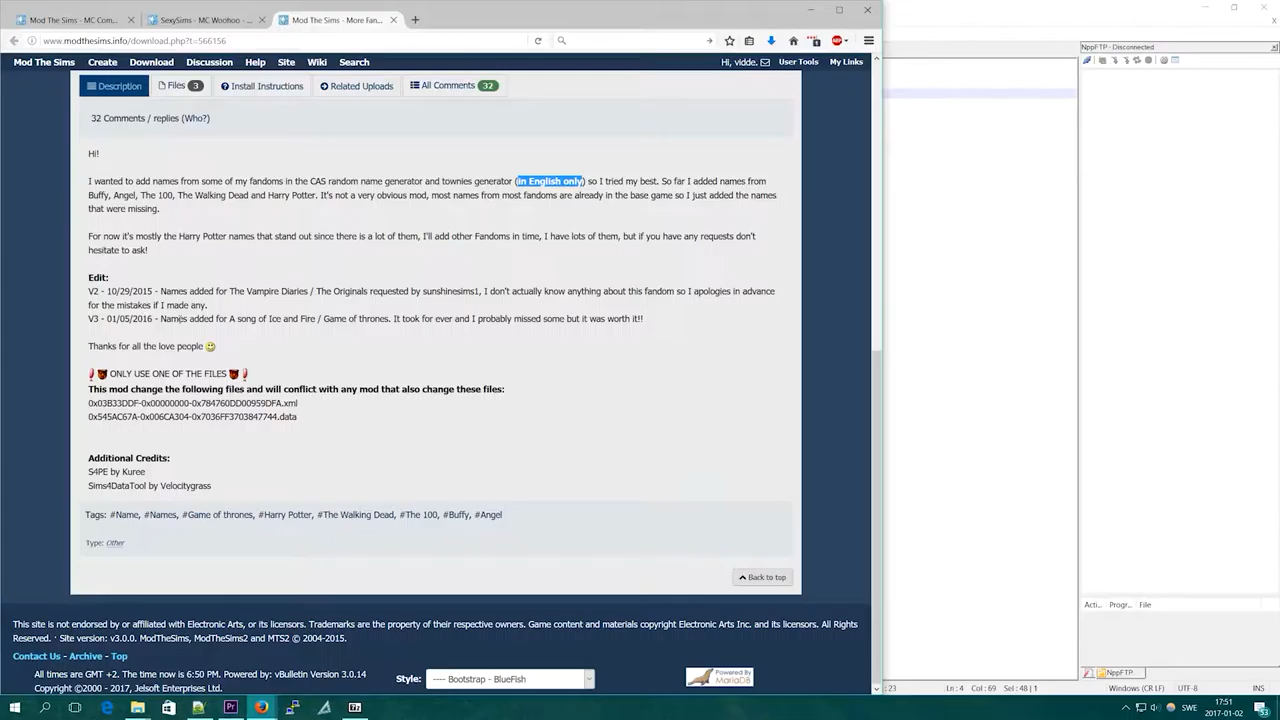 Mod The Sims - MC Com...
SexySims - MC Woohoo - ...
Mod The Sims - More Fan...
www.modthesims.info/download.php?t=566156
Mod The Sims Create Download Discussion Help Site Wiki Search Hi, vidde. User Tools My Links
Description Files 3 Install Instructions Related Uploads All Comments 32
32 Comments / replies (Who?)
Hi!
I wanted to add names from some of my fandoms in the CAS random name generator and townies generator (in English only) so I tried my best. So far I added names from
Buffy, Angel, The 100, The Walking Dead and Harry Potter. It's not a very obvious mod, most names from most fandoms are already in the base game so I just added the names
that were missing.
For now it's mostly the Harry Potter names that stand out since there is a lot of them, I'll add other Fandoms in time, I have lots of them, but if you have any requests don't
hesitate to ask!
Edit:
V2 - 10/29/2015 - Names added for The Vampire Diaries / The Originals requested by sunshinesims1, I don't actually know anything about this fandom so I apologies in advance
for the mistakes if I made any.
V3 - 01/05/2016 - Names added for A song of Ice and Fire / Game of thrones. It took for ever and I probably missed some but it was worth it!!
Thanks for all the love people
ONLY USE ONE OF THE FILES
This mod change the following files and will conflict with any mod that also change these files:
0x03B33DDF-0x00000000-0x784760DD00959DFA.xml
0x545AC67A-0x006CA304-0x7036FF3703847744.data
Additional Credits:
S4PE by Kuree
Sims4DataTool by Velocitygrass
Tags: #Name, #Names, #Game of thrones, #Harry Potter, #The Walking Dead, #The 100, #Buffy, #Angel
Type: Other
Back to top
This site is not endorsed by or affiliated with Electronic Arts, or its licensors. Trademarks are the property of their respective owners. Game content and materials copyright Electronic Arts Inc. and its licensors. All Rights
Reserved. · Site version: v3.0.0. ModTheSims, ModTheSims2 and MTS2 © 2004-2015.
Contact Us - Archive - Top
All times are GMT +2. The time now is 6:50 PM. Powered by: vBulletin Version 3.0.14
Copyright ©2000 - 2017, Jelsoft Enterprises Ltd.
Style: ---- Bootstrap - BlueFish
Powered By
MariaDB
NppFTP - Disconnected
Acti... Progr... File
NppFTP
: 23 Ln : 4 Col : 69 Sel : 48 | 1 Windows (CR LF) UTF-8 INS
SWE
17:51
2017-01-02
53